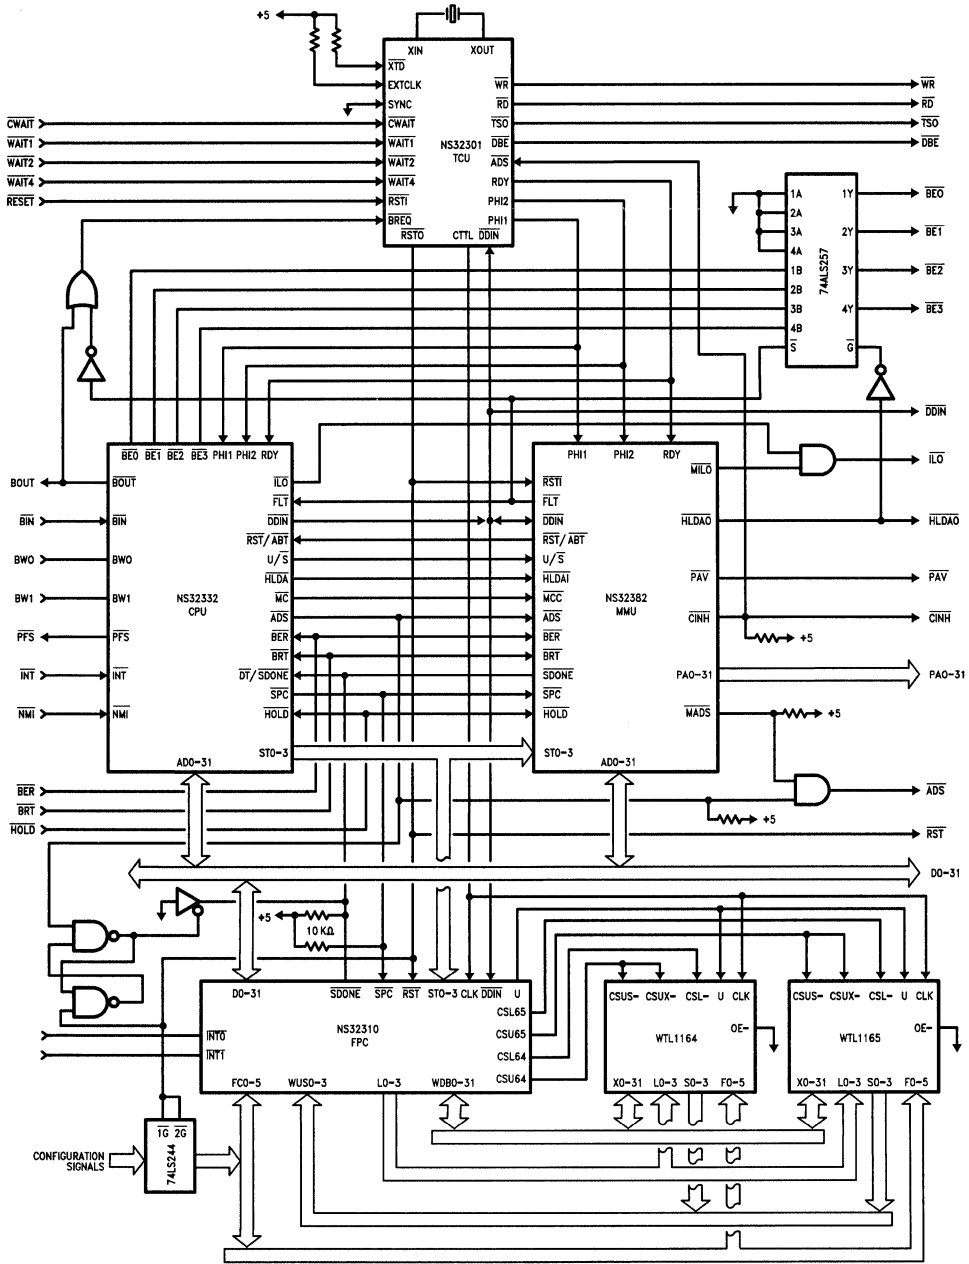 +5
XIN XOUT
XTD
EXTCLK WR WR
SYNC RD RD
CWAIT CWAIT TSO TSO
WAIT1 WAIT1 NS32301 DBE DBE
WAIT2 WAIT2 TCU ADS
WAIT4 WAIT4 RDY
RESET RSTI PHI2
BREQ PHI1
RSTO CTTL DDIN
1A 1Y BE0
2A
3A 2Y BE1
4A
74ALS257
1B 3Y BE2
2B
3B 4Y BE3
4B
S G
DDIN
BE0 BE1 BE2 BE3 PHI1 PHI2 RDY
PHI1 PHI2 RDY
BOUT BOUT ILO RSTI MILO ILO
FLT FLT
BIN BIN DDIN DDIN HLDAO HLDAO
RST/ABT RST/ABT
BW0 BW0 U/S U/S
HLDA HLDAI PAV PAV
BW1 BW1 NS32332 MC MCC NS32382
CPU ADS ADS MMU CINH CINH
PFS PFS BER BER +5
BRT BRT
INT INT DT/SDONE SDONE PA0-31 PA0-31
SPC SPC
NMI NMI HOLD HOLD MADS +5
ST0-3 ST0-3
AD0-31 AD0-31
BER ADS
BRT
HOLD +5
RST
D0-31
+5
10 KΩ
D0-31 SDONE SPC RST ST0-3 CLK DDIN U
CSL65
CSU65
CSL64
CSU64
NS32310
FPC
INT0
INT1
FC0-5 WUS0-3 L0-3 WDB0-31
CSUS- CSUX- CSL- U CLK
OE-
WTL1164
X0-31 L0-3 S0-3 F0-5
CSUS- CSUX- CSL- U CLK
OE-
WTL1165
X0-31 L0-3 S0-3 F0-5
1G 2G
74LS244
CONFIGURATION
SIGNALS